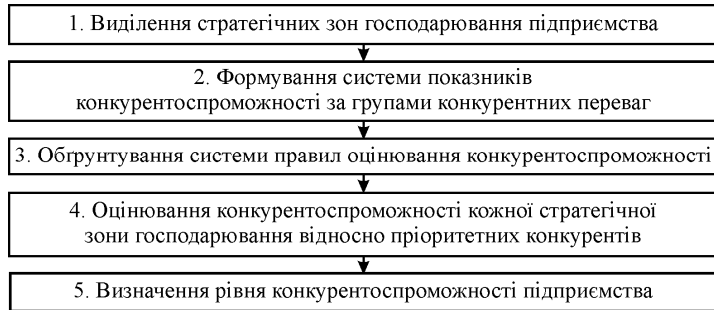 1. Виділення стратегічних зон господарювання підприємства
2. Формування системи показників
конкурентоспроможності за групами конкурентних переваг
3. Обґрунтування системи правил оцінювання конкурентоспроможності
4. Оцінювання конкурентоспроможності кожної стратегічної
зони господарювання відносно пріоритетних конкурентів
5. Визначення рівня конкурентоспроможності підприємства